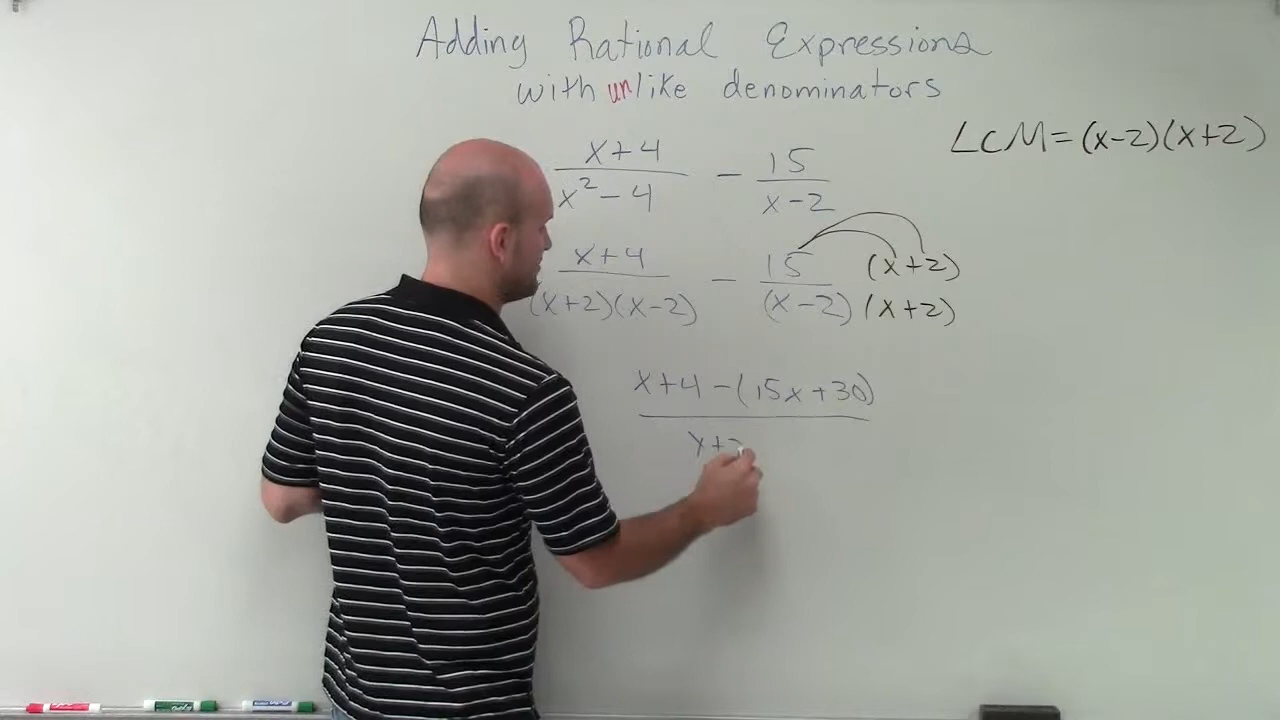 Adding Rational Expressions
with unlike denominators
LCM = (x-2)(x+2)
x+4 / x² - 4 - 15 / x-2
x+4 / (x+2)(x-2) - 15 (x+2) / (x-2)(x+2)
x+4 -(15x+30)
x+2